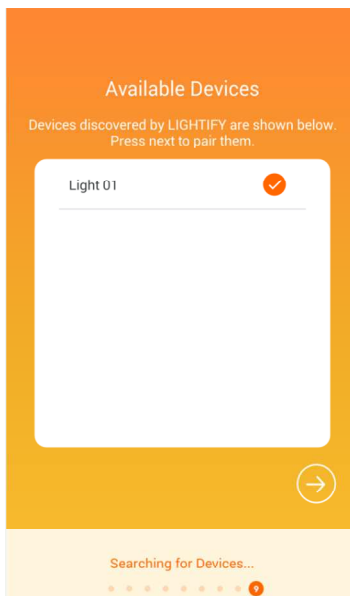 Available Devices
Devices discovered by LIGHTIFY are shown below.
Press next to pair them.
Light 01
Searching for Devices...
9